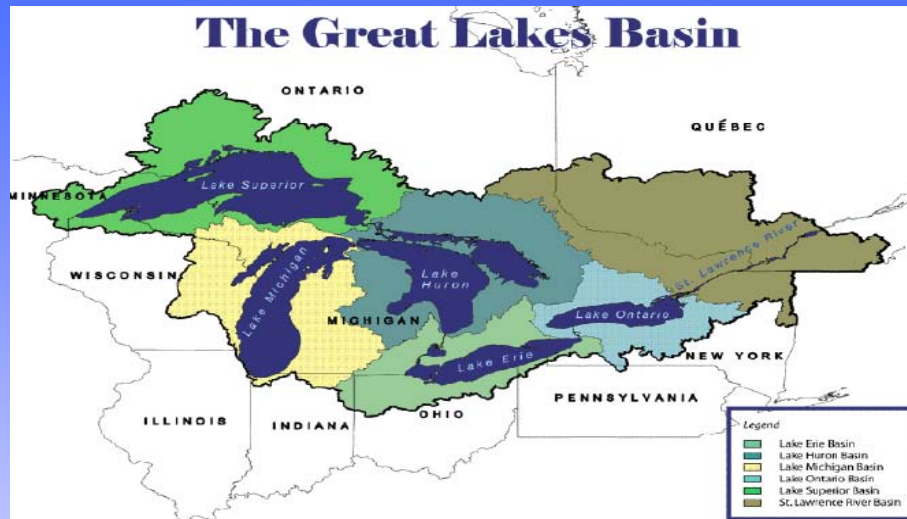 The Great Lakes Basin
ONTARIO
QUÉBEC
Lake Superior
MINNESOTA
St. Lawrence River
WISCONSIN
Lake Michigan
Lake Huron
MICHIGAN
Lake Ontario
NEW YORK
Lake Erie
PENNSYLVANIA
ILLINOIS
INDIANA
OHIO
Legend
Lake Erie Basin
Lake Huron Basin
Lake Michigan Basin
Lake Ontario Basin
Lake Superior Basin
St. Lawrence River Basin